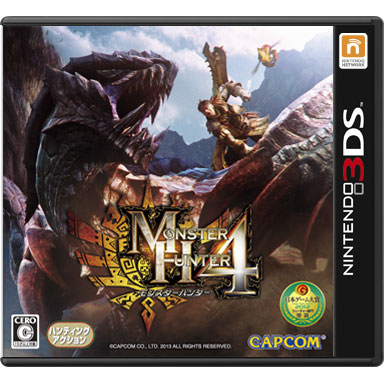 NINTENDO
NETWORK
NINTENDO 3DS
MONSTER
HUNTER 4
モンスターハンター
CERO
C
ハンティング
アクション
©CAPCOM CO., LTD. 2013 ALL RIGHTS RESERVED.
日本ゲーム大賞
CAPCOM